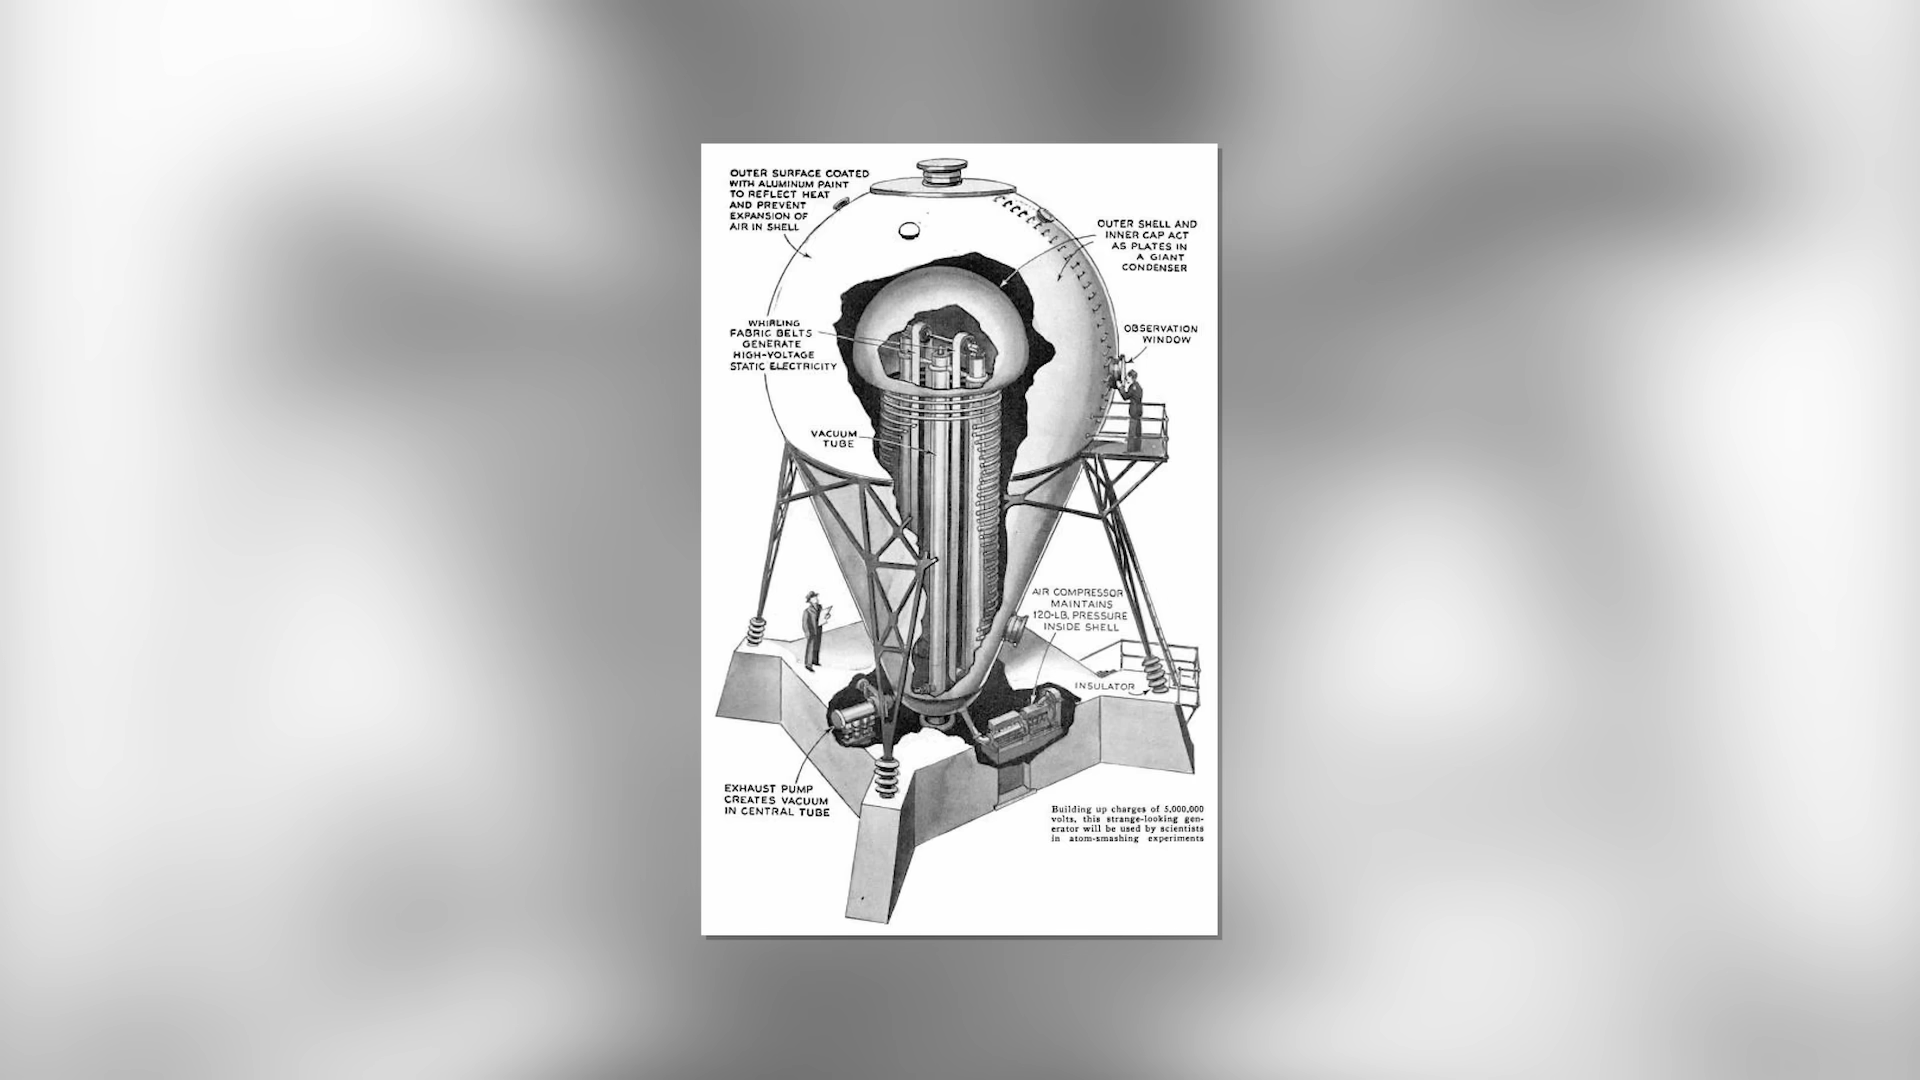 OUTER SURFACE COATED
WITH ALUMINUM PAINT
TO REFLECT HEAT
AND PREVENT
EXPANSION OF
AIR IN SHELL
OUTER SHELL AND
INNER CAP ACT
AS PLATES IN
A GIANT
CONDENSER
WHIRLING
FABRIC BELTS
GENERATE
HIGH-VOLTAGE
STATIC ELECTRICITY
OBSERVATION
WINDOW
VACUUM
TUBE
AIR COMPRESSOR
MAINTAINS
120-LB. PRESSURE
INSIDE SHELL
INSULATOR
EXHAUST PUMP
CREATES VACUUM
IN CENTRAL TUBE
Building up charges of 5,000,000
volts, this strange-looking gen-
erator will be used by scientists
in atom-smashing experiments